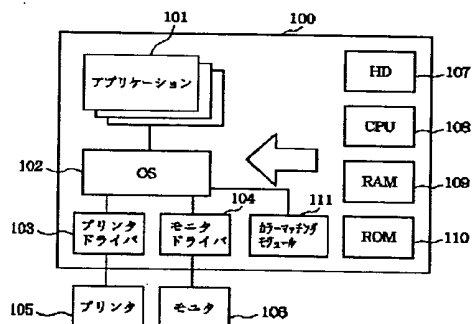 101
100
アプリケーション
HD
107
CPU
108
102
OS
104
111
RAM
109
103
プリンタ
ドライバ
モニタ
ドライバ
カラーマッチング
モジュール
ROM
110
105
プリンタ
モニタ
106